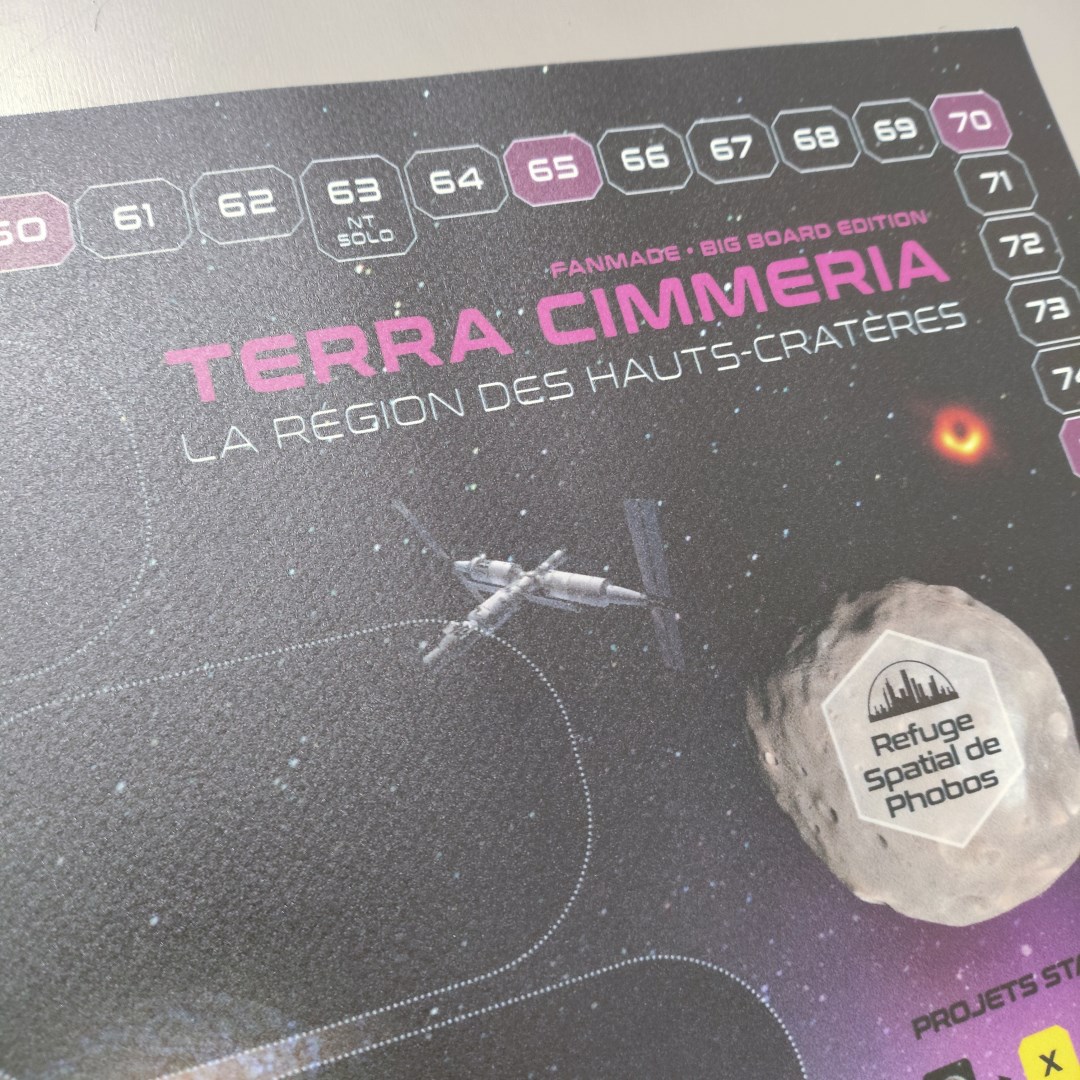 61 62 63 64 65 66 67 68 69 70
NT
SOLO
71
72
73
FANMADE • BIG BOARD EDITION
TERRA CIMMERIA
LA RÉGION DES HAUTS-CRATÈRES
Refuge
Spatial de
Phobos
PROJETS
X